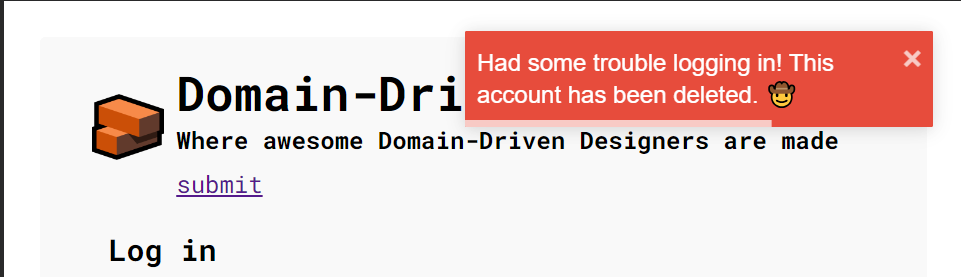 Had some trouble logging in! This
account has been deleted. 🤠
Domain-Dri
Where awesome Domain-Driven Designers are made
submit
Log in